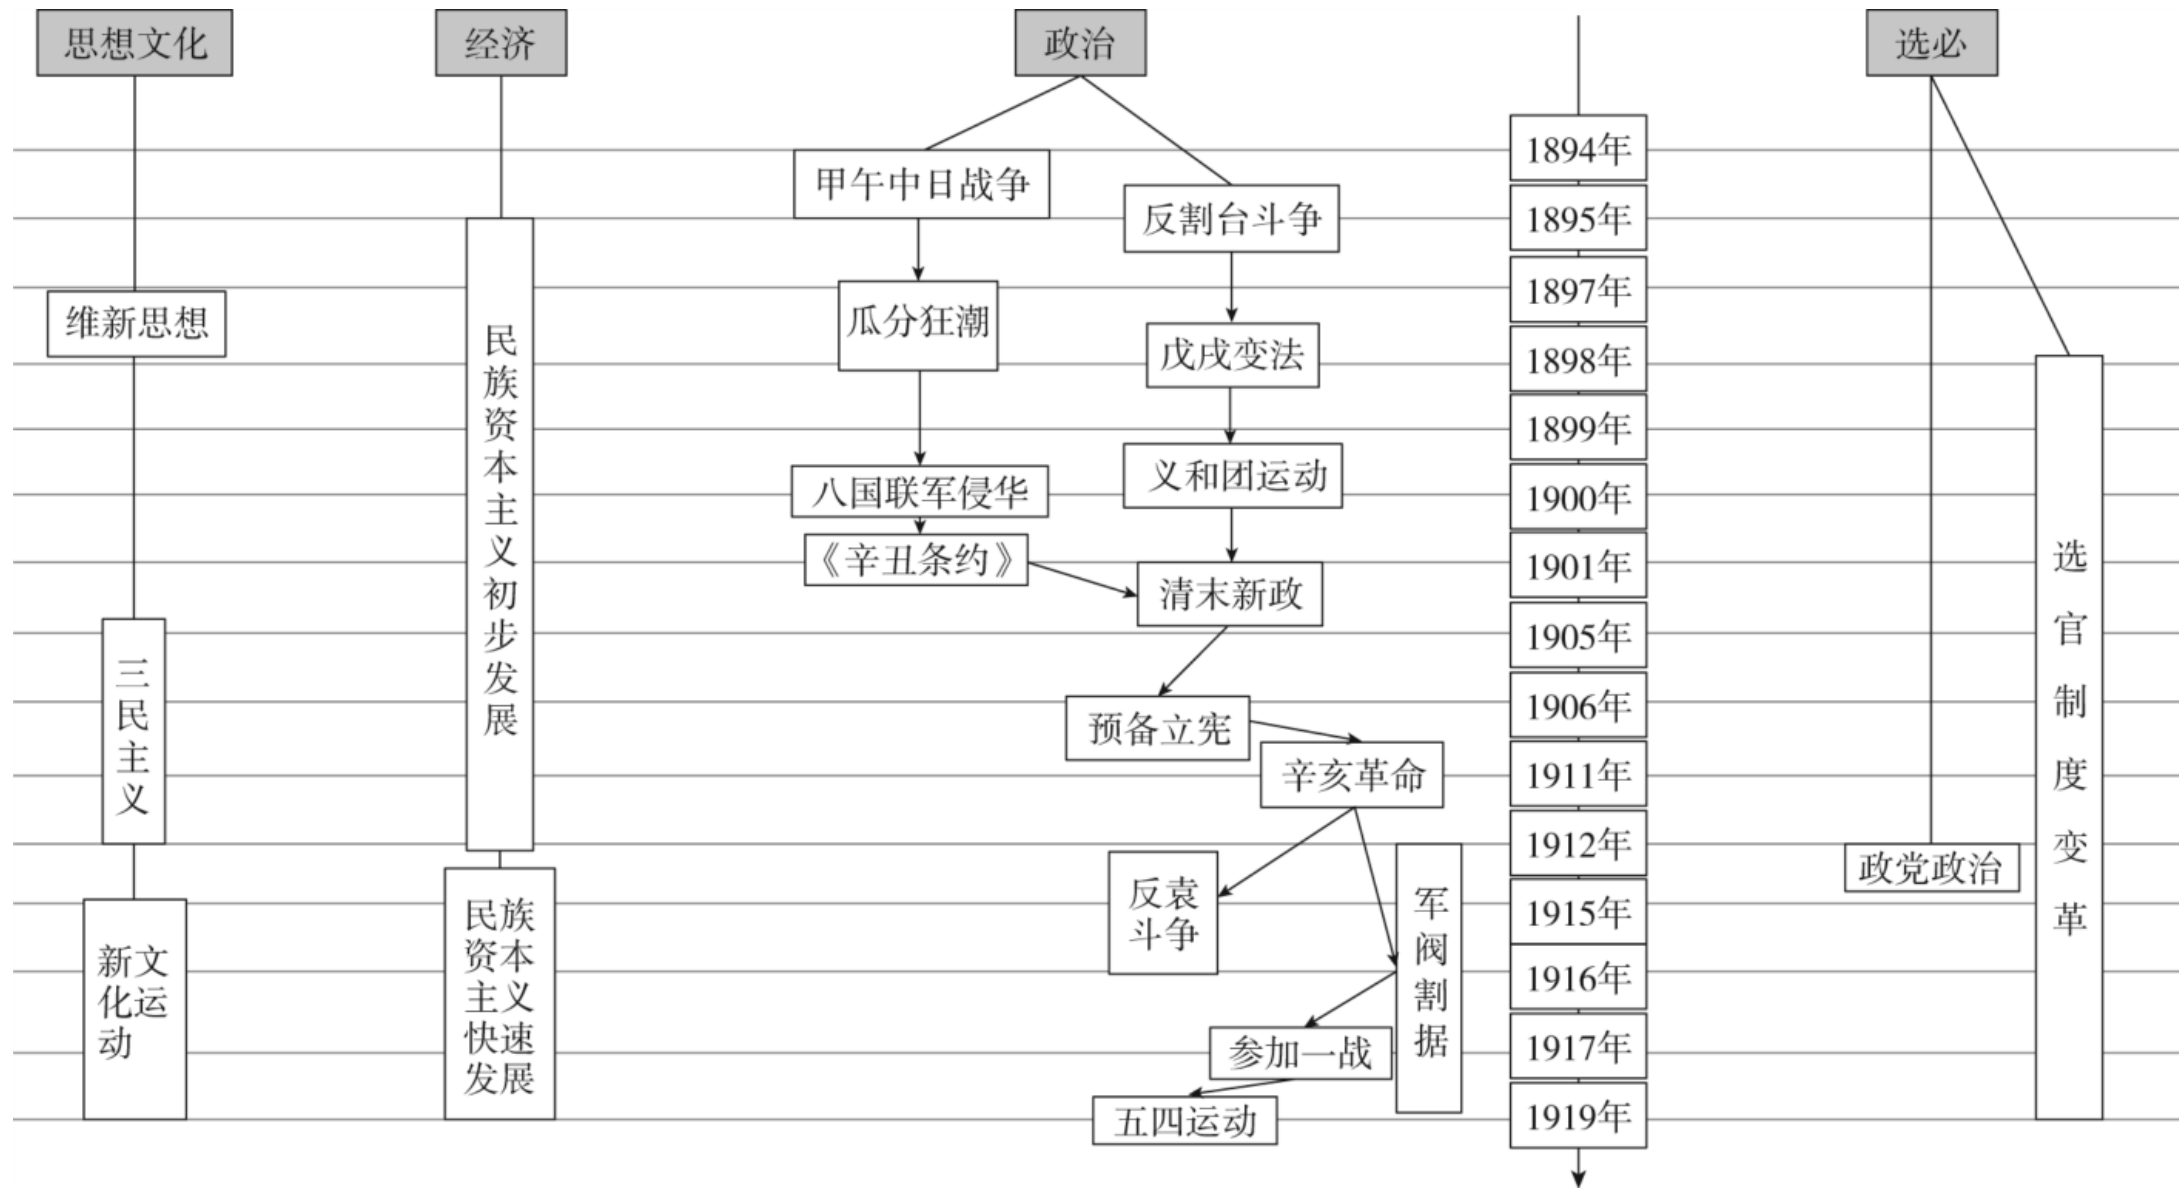 思想文化
经济
政治
选必
1894年
甲午中日战争
反割台斗争
1895年
瓜分狂潮
1897年
维新思想
戊戌变法
1898年
1899年
义和团运动
八国联军侵华
1900年
《辛丑条约》
1901年
清末新政
民族资本主义初步发展
1905年
三民主义
预备立宪
1906年
辛亥革命
1911年
1912年
政党政治
选官制度变革
反袁
斗争
军阀割据
1915年
新文
化运
动
民族
资本
主义
快速
发展
1916年
参加一战
1917年
五四运动
1919年